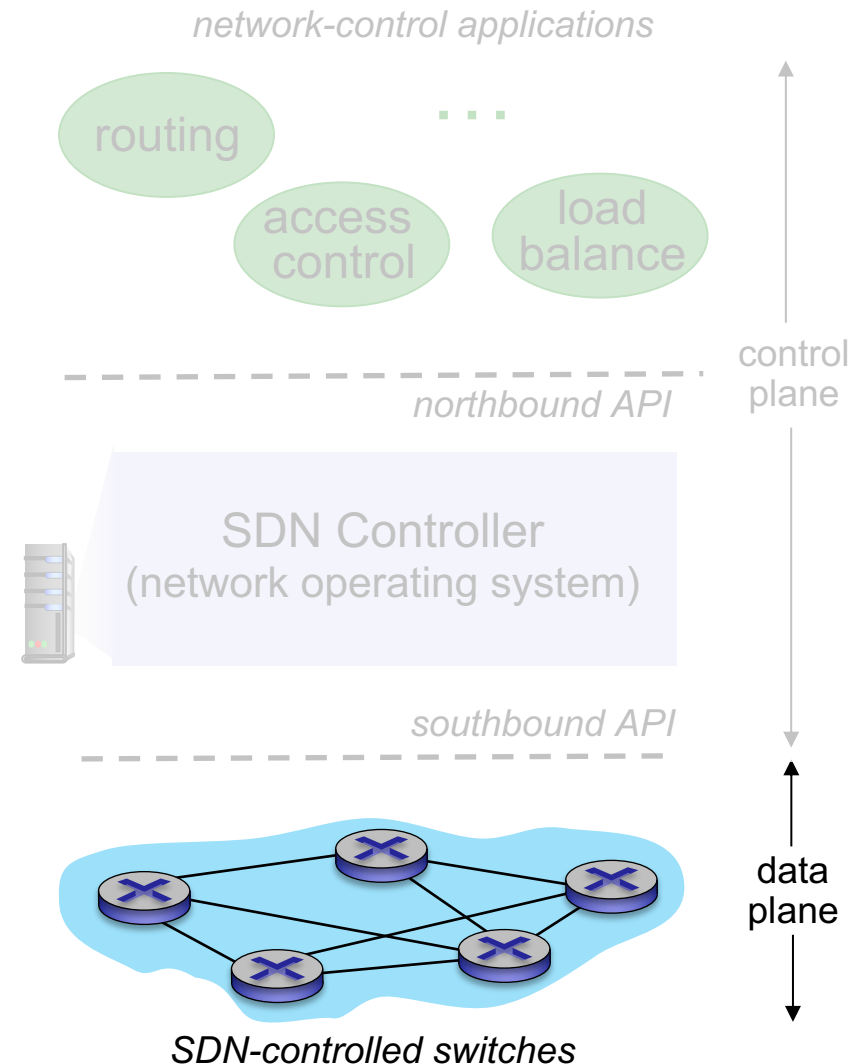 network-control applications
routing
. . .
access
control
load
balance
control
plane
northbound API
SDN Controller
(network operating system)
southbound API
data
plane
SDN-controlled switches